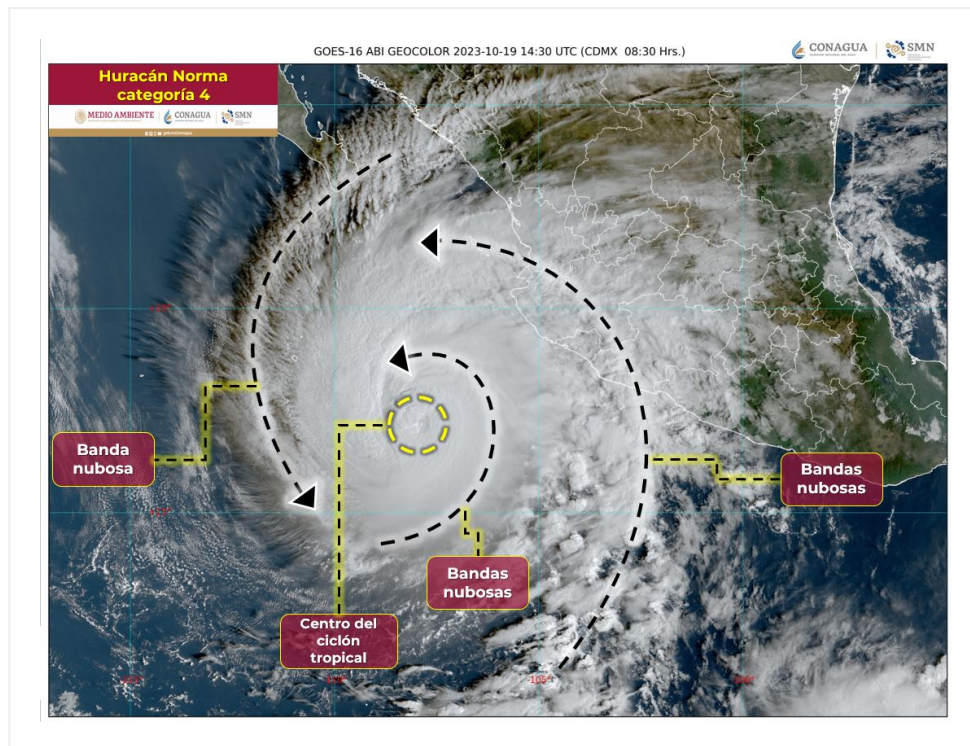 GOES-16 ABI GEOCOLOR 2023-10-19 14:30 UTC (CDMX 08:30 Hrs.)
CONAGUA
SMN
Huracán Norma
categoría 4
MEDIO AMBIENTE
CONAGUA
SMN
Banda
nubosa
Bandas
nubosas
Bandas
nubosas
Centro del
ciclón
tropical
-105°